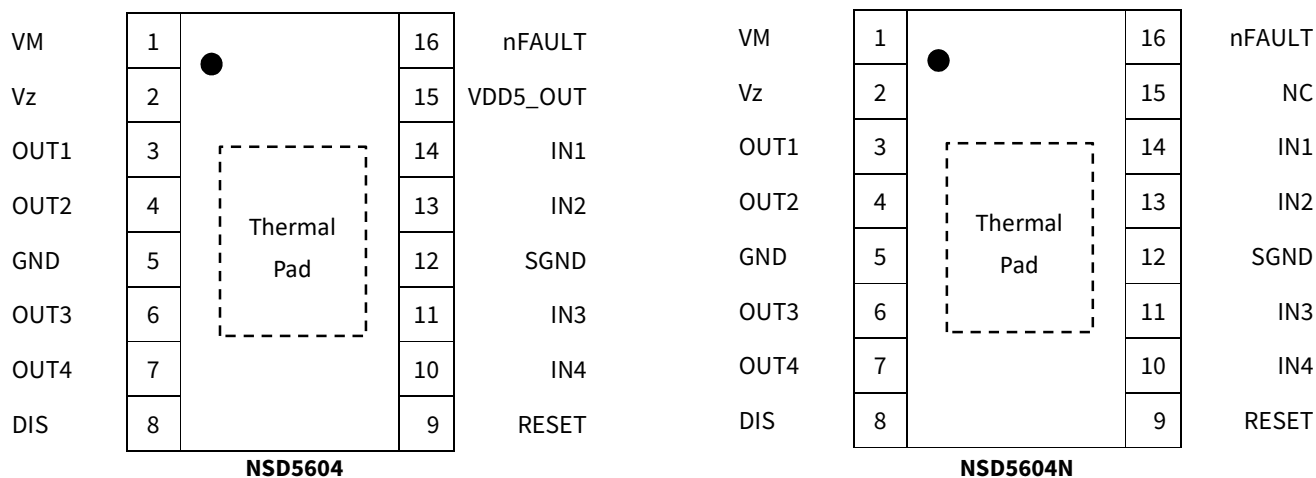 VM 1 16 nFAULT
Vz 2 15 VDD5_OUT
OUT1 3 14 IN1
OUT2 4 13 IN2
Thermal
Pad
GND 5 12 SGND
OUT3 6 11 IN3
OUT4 7 10 IN4
DIS 8 9 RESET
NSD5604
VM 1 16 nFAULT
Vz 2 15 NC
OUT1 3 14 IN1
OUT2 4 13 IN2
Thermal
Pad
GND 5 12 SGND
OUT3 6 11 IN3
OUT4 7 10 IN4
DIS 8 9 RESET
NSD5604N